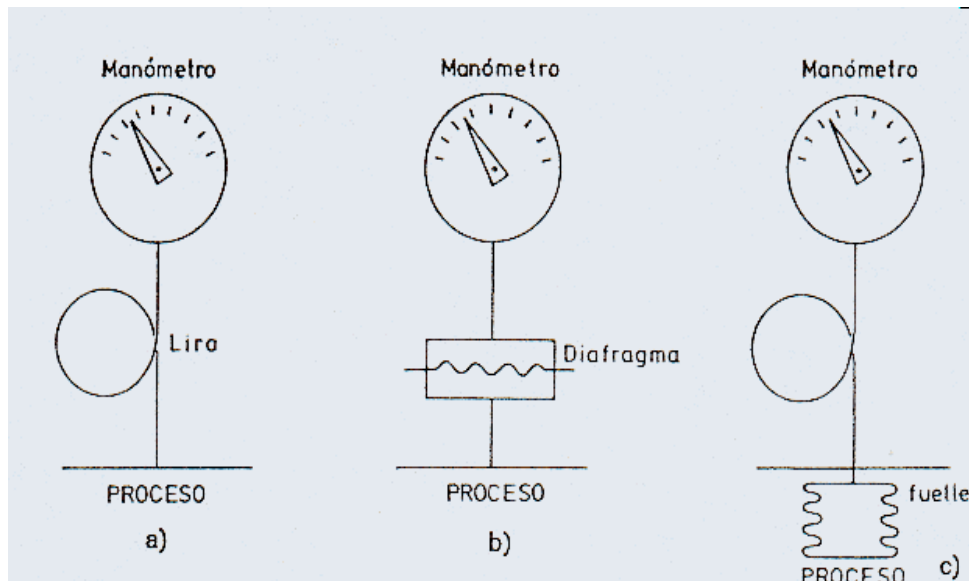 Manómetro
Lira
PROCESO
a)
Manómetro
Diafragma
PROCESO
b)
Manómetro
fuelle
PROCESO
c)